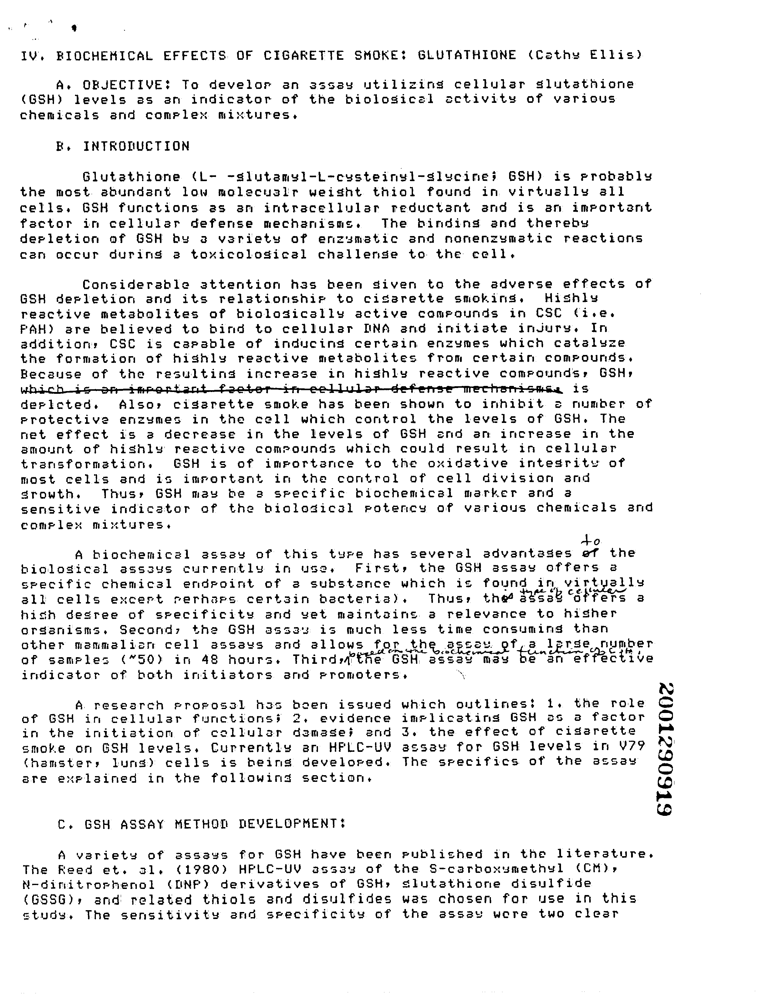 IV. BIOCHEMICAL EFFECTS OF CIGARETTE SMOKE: GLUTATHIONE (Cathy Ellis)
A. OBJECTIVE: To develop an assay utilizing cellular glutathione
(GSH) levels as an indicator of the biological activity of various
chemicals and complex mixtures.
B. INTRODUCTION
Glutathione (L- -glutamyl-L-cysteinyl-glycine; GSH) is probably
the most abundant low molecualr weight thiol found in virtually all
cells. GSH functions as an intracellular reductant and is an important
factor in cellular defense mechanisms. The binding and thereby
depletion of GSH by a variety of enzymatic and nonenzymatic reactions
can occur during a toxicological challenge to the cell.
Considerable attention has been given to the adverse effects of
GSH depletion and its relationship to cigarette smoking. Highly
reactive metabolites of biologically active compounds in CSC (i.e.
PAH) are believed to bind to cellular DNA and initiate injury. In
addition, CSC is capable of inducing certain enzymes which catalyze
the formation of highly reactive metabolites from certain compounds.
Because of the resulting increase in highly reactive compounds, GSH,
which is an important factor in cellular defense mechanisms, is
depleted. Also, cigarette smoke has been shown to inhibit a number of
protective enzymes in the cell which control the levels of GSH. The
net effect is a decrease in the levels of GSH and an increase in the
amount of highly reactive compounds which could result in cellular
transformation. GSH is of importance to the oxidative integrity of
most cells and is important in the control of cell division and
growth. Thus, GSH may be a specific biochemical marker and a
sensitive indicator of the biological potency of various chemicals and
complex mixtures.
to
A biochemical assay of this type has several advantages of the
biological assays currently in use. First, the GSH assay offers a
specific chemical endpoint of a substance which is found in virtually
all cells except perhaps certain bacteria). Thus, the assay offers a
high degree of specificity and yet maintains a relevance to higher
organisms. Second, the GSH assay is much less time consuming than
other mammalian cell assays and allows for the assay of a large number
based on the biochemical function of GSH,
of samples (~50) in 48 hours. Third, the GSH assay may be an effective
indicator of both initiators and promoters.
A research proposal has been issued which outlines: 1. the role
of GSH in cellular functions; 2. evidence implicating GSH as a factor
in the initiation of cellular damage; and 3. the effect of cigarette
smoke on GSH levels. Currently an HPLC-UV assay for GSH levels in V79
(hamster, lung) cells is being developed. The specifics of the assay
are explained in the following section.
2001290919
C. GSH ASSAY METHOD DEVELOPMENT:
A variety of assays for GSH have been published in the literature.
The Reed et. al. (1980) HPLC-UV assay of the S-carboxymethyl (CM),
N-dinitrophenol (DNP) derivatives of GSH, glutathione disulfide
(GSSG), and related thiols and disulfides was chosen for use in this
study. The sensitivity and specificity of the assay were two clear